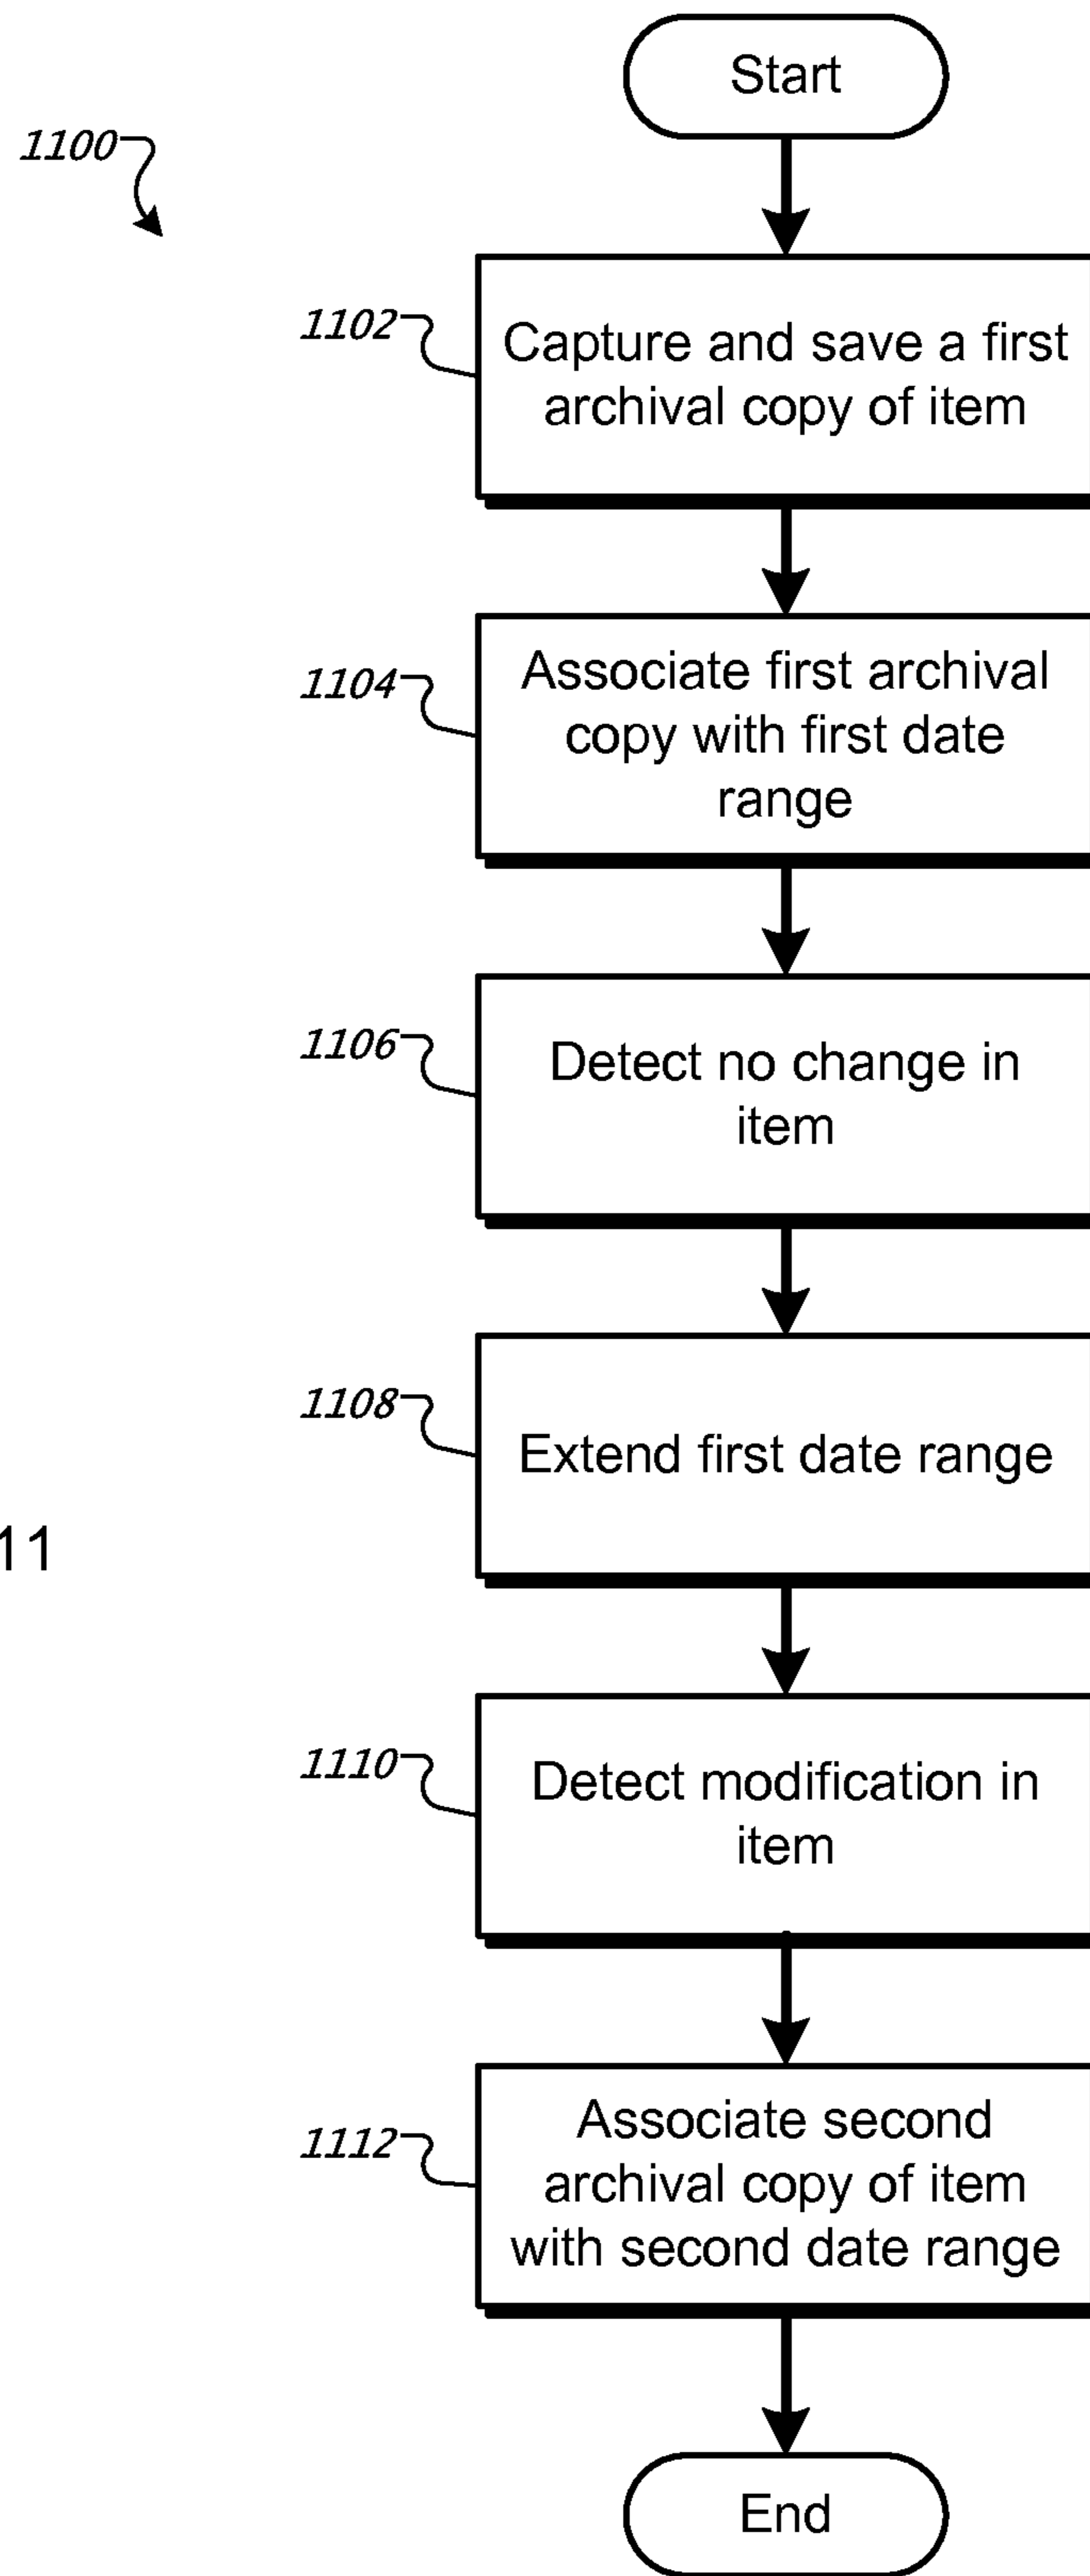 Start
1100
1102
Capture and save a first
archival copy of item
1104
Associate first archival
copy with first date
range
1106
Detect no change in
item
1108
Extend first date range
11
1110
Detect modification in
item
1112
Associate second
archival copy of item
with second date range
End